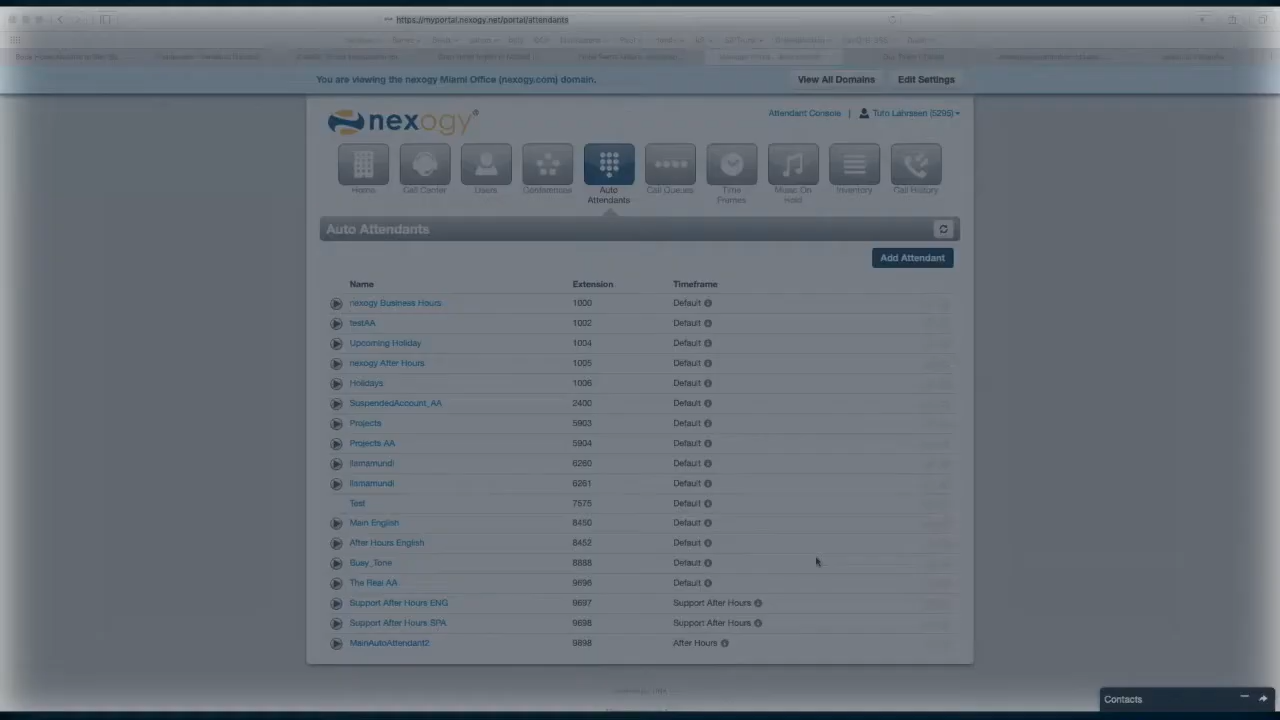 https://myportal.nexogy.net/portal/attendants
You are viewing the nexogy Miami Office (nexogy.com) domain.
View All Domains
Edit Settings
nexogy®
Attendant Console
Tuto Lahrssen (5295)
Home
Call Center
Users
Conferences
Auto Attendants
Call Queues
Time Frames
Music On Hold
Inventory
Call History
Auto Attendants
Add Attendant
Name Extension Timeframe
nexogy Business Hours 1000 Default
testAA 1002 Default
Upcoming Holiday 1004 Default
nexogy After Hours 1005 Default
Holidays 1006 Default
SuspendedAccount_AA 2400 Default
Projects 5903 Default
Projects AA 5904 Default
llamamundi 6260 Default
llamamundi 6261 Default
Test 7575 Default
Main English 8450 Default
After Hours English 8452 Default
Busy_Tone 8888 Default
The Real AA 9696 Default
Support After Hours ENG 9697 Support After Hours
Support After Hours SPA 9698 Support After Hours
MainAutoAttendant2 9898 After Hours
Contacts